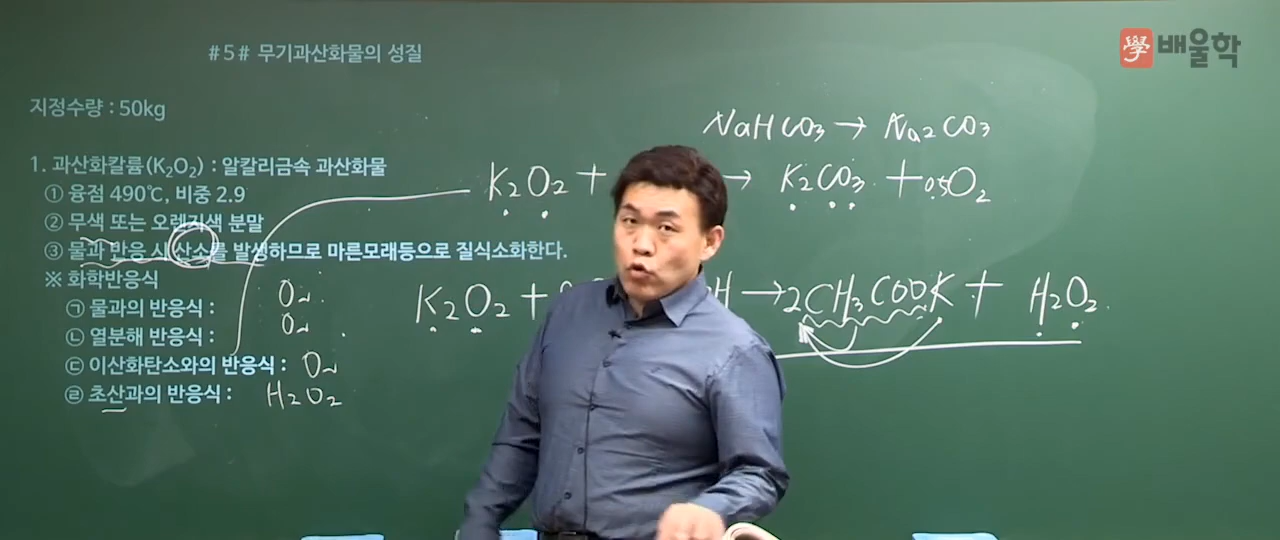 #5# 무기과산화물의 성질
學 배울학
지정수량 : 50kg
NaHCO3 → Na2CO3
1. 과산화칼륨(K₂O₂) : 알칼리금속 과산화물
K2O2 + → K2CO3 + 0.5O2
① 융점 490℃, 비중 2.9
② 무색 또는 오렌지색 분말
③ 물과 반응 시 산소를 발생하므로 마른모래등으로 질식소화한다.
※ 화학반응식
㉠ 물과의 반응식 : O2
K2O2 + H → 2CH3COOK + H2O2
㉡ 열분해 반응식 : O2
㉢ 이산화탄소와의 반응식 : O2
㉣ 초산과의 반응식 : H2O2